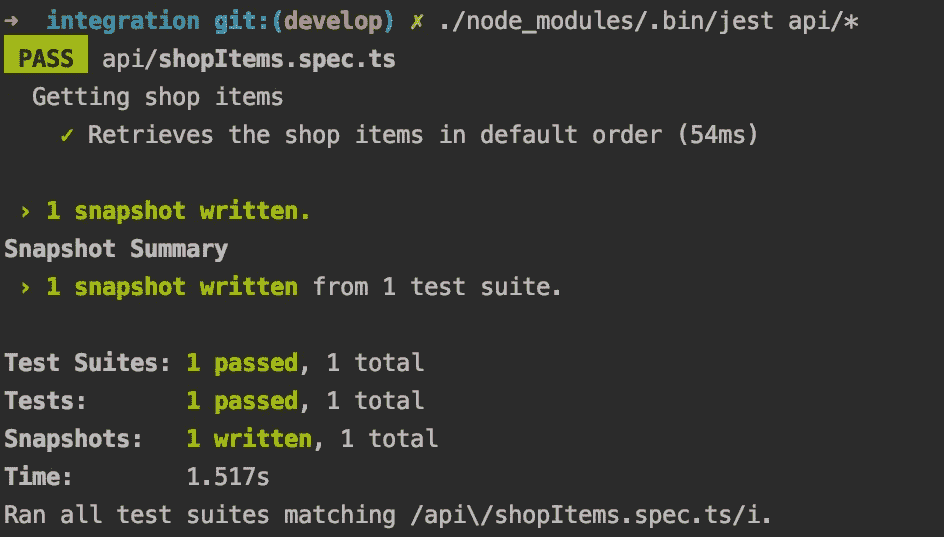 ➜  integration git:(develop) ✗ ./node_modules/.bin/jest api/*
PASS api/shopItems.spec.ts
Getting shop items
✓ Retrieves the shop items in default order (54ms)
› 1 snapshot written.
Snapshot Summary
› 1 snapshot written from 1 test suite.
Test Suites: 1 passed, 1 total
Tests:       1 passed, 1 total
Snapshots:   1 written, 1 total
Time:        1.517s
Ran all test suites matching /api\/shopItems.spec.ts/i.